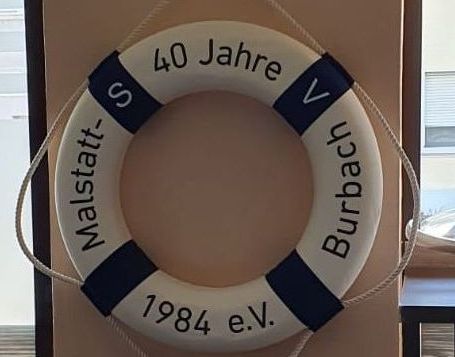 40 Jahre
S V
Malstatt-
Burbach
1984 e.V.